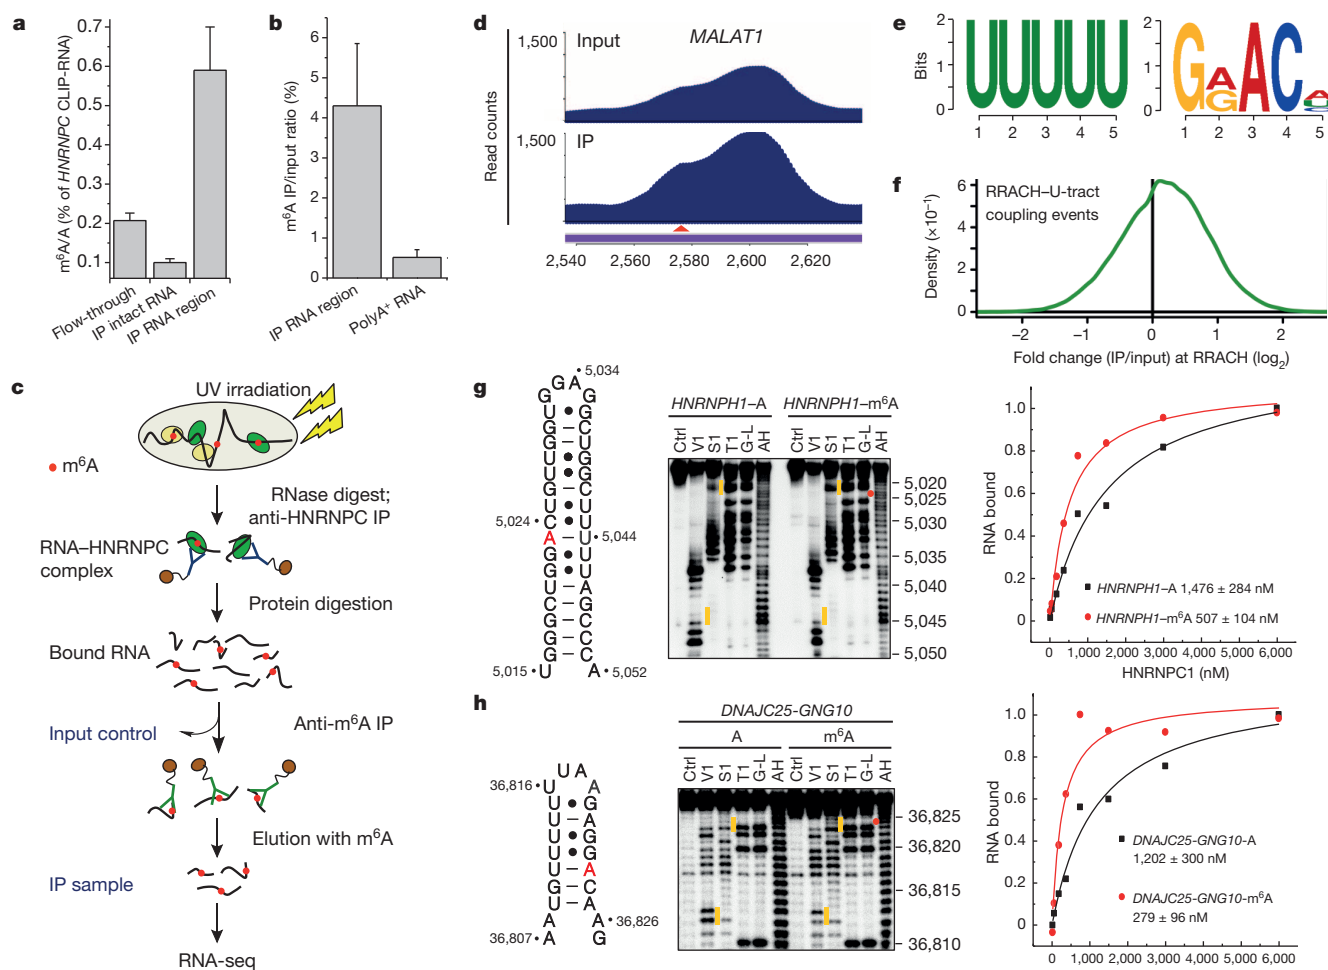 a
0.7
0.6
0.5
0.4
0.3
0.2
0.1
m⁶A/A (% of HNRNPC CLIP-RNA)
Flow-through
IP intact RNA
IP RNA region
b
6
5
4
3
2
1
0
m⁶A IP/input ratio (%)
IP RNA region
PolyA⁺ RNA
c
UV irradiation
m⁶A
RNase digest;
anti-HNRNPC IP
RNA–HNRNPC
complex
Protein digestion
Bound RNA
Anti-m⁶A IP
Input control
Elution with m⁶A
IP sample
RNA-seq
d
1,500
Input
MALAT1
1,500
IP
Read counts
2,540 2,560 2,580 2,600 2,620
e
Bits
2
1
0
UUUUU
1 2 3 4 5
2
1
0
G A G A C A
1 2 3 4 5
f
RRACH–U-tract
coupling events
Density (×10⁻¹)
6
4
2
0
–2 –1 0 1 2
Fold change (IP/input) at RRACH (log₂)
g
G A
5,034
G G
U G
G C
U U
U G
U G
G C
U U
5,024
C U
A U
5,044
G U
G U
U A
C G
G C
G C
G C
5,015
U A
5,052
HNRNPH1–A HNRNPH1–m⁶A
Ctrl V1 S1 T1 G-L AH Ctrl V1 S1 T1 G-L AH
5,020
5,025
5,030
5,035
5,040
5,045
5,050
RNA bound
1.0
0.8
0.6
0.4
0.2
0
HNRNPH1–A 1,476 ± 284 nM
HNRNPH1–m⁶A 507 ± 104 nM
0 1,000 2,000 3,000 4,000 5,000 6,000
HNRNPC1 (nM)
h
U A
36,816
U A
U G
U A
U G
U G
U A
G C
U A
A A
36,826
36,807
A G
DNAJC25-GNG10
A m⁶A
Ctrl V1 S1 T1 G-L AH Ctrl V1 S1 T1 G-L AH
36,825
36,820
36,815
36,810
RNA bound
1.0
0.8
0.6
0.4
0.2
0
DNAJC25-GNG10-A
1,202 ± 300 nM
DNAJC25-GNG10-m⁶A
279 ± 96 nM
0 1,000 2,000 3,000 4,000 5,000 6,000